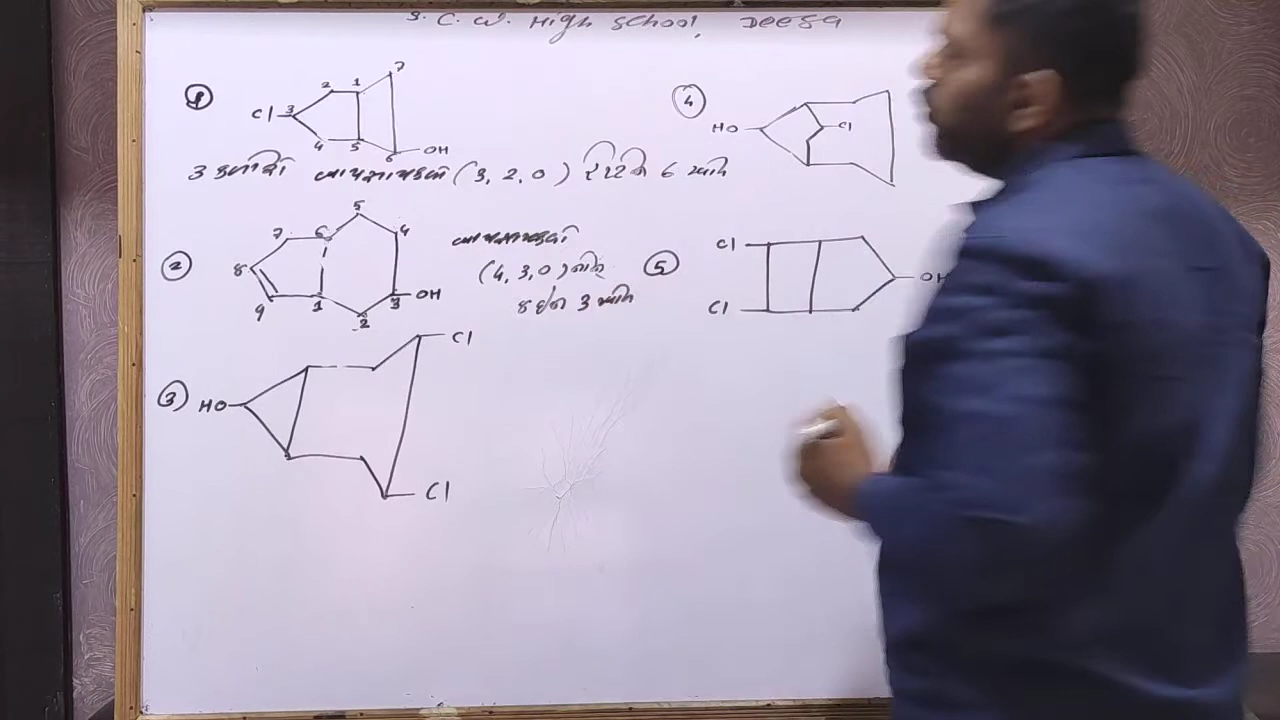 S. C. W. High School, Deesa
①
Cl
1
2
3
4
5
6
7
OH
3 ક્લોરો બાયસાયક્લો (3, 2, 0) હેપ્ટેન 6 ઓલ
②
1
2
3
4
5
6
7
8
9
OH
બાયસાયક્લો
(4, 3, 0) નોન
8 ઇન 3 ઓલ
③
HO
Cl
Cl
④
HO
Cl
⑤
Cl
Cl
OH